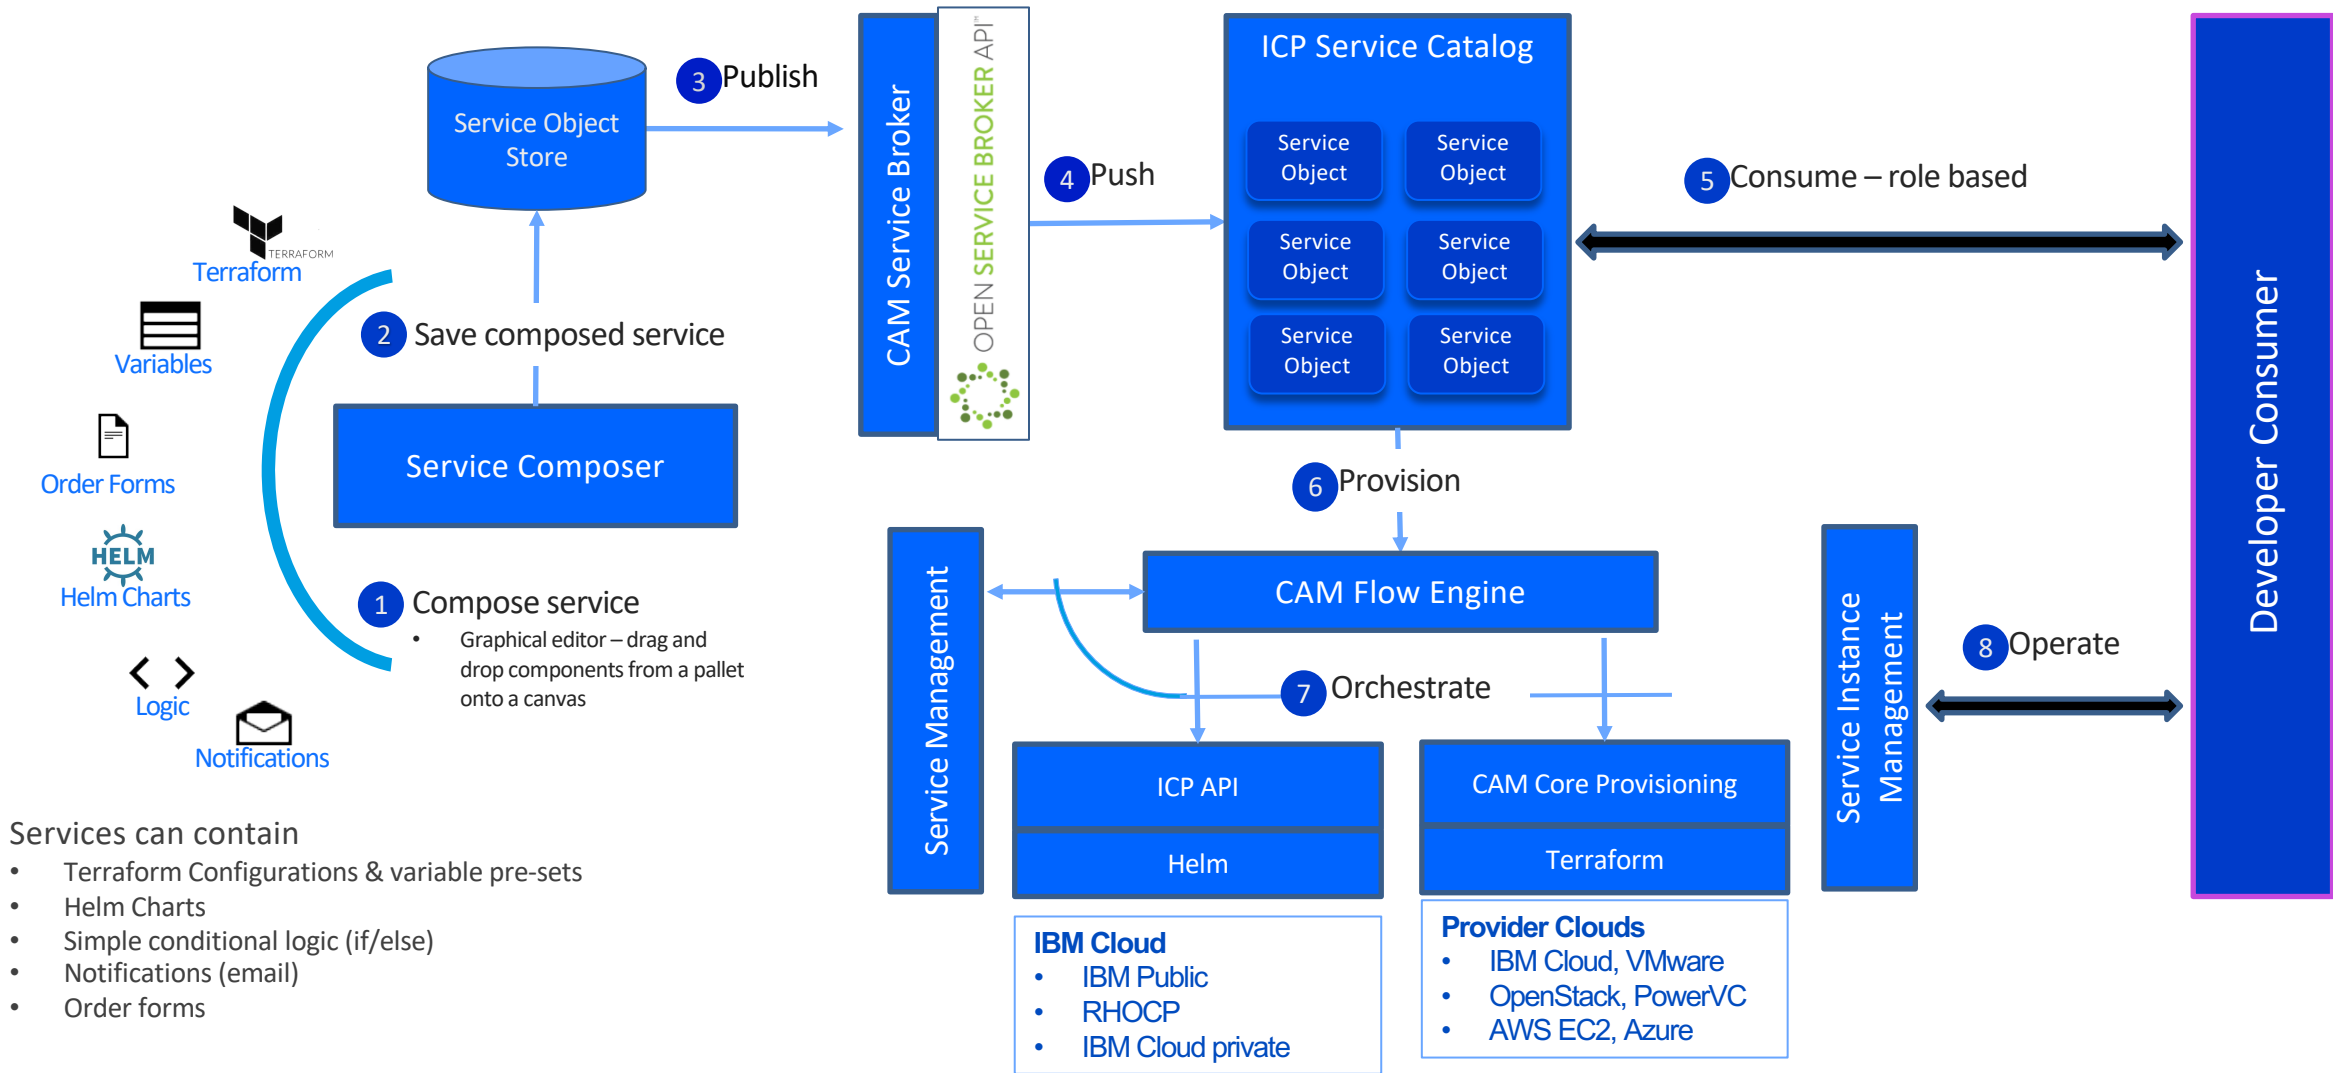 TERRAFORM
Terraform
Variables
Order Forms
HELM
Helm Charts
Logic
Notifications
Service Object
Store
2 Save composed service
Service Composer
1 Compose service
• Graphical editor – drag and
drop components from a pallet
onto a canvas
Services can contain
• Terraform Configurations & variable pre-sets
• Helm Charts
• Simple conditional logic (if/else)
• Notifications (email)
• Order forms
3 Publish
CAM Service Broker
OPEN SERVICE BROKER API™
4 Push
ICP Service Catalog
Service
Object
Service
Object
Service
Object
Service
Object
Service
Object
Service
Object
5 Consume – role based
Developer Consumer
6 Provision
CAM Flow Engine
Service Management
7 Orchestrate
ICP API
Helm
CAM Core Provisioning
Terraform
IBM Cloud
• IBM Public
• RHOCP
• IBM Cloud private
Provider Clouds
• IBM Cloud, VMware
• OpenStack, PowerVC
• AWS EC2, Azure
Service Instance
Management
8 Operate